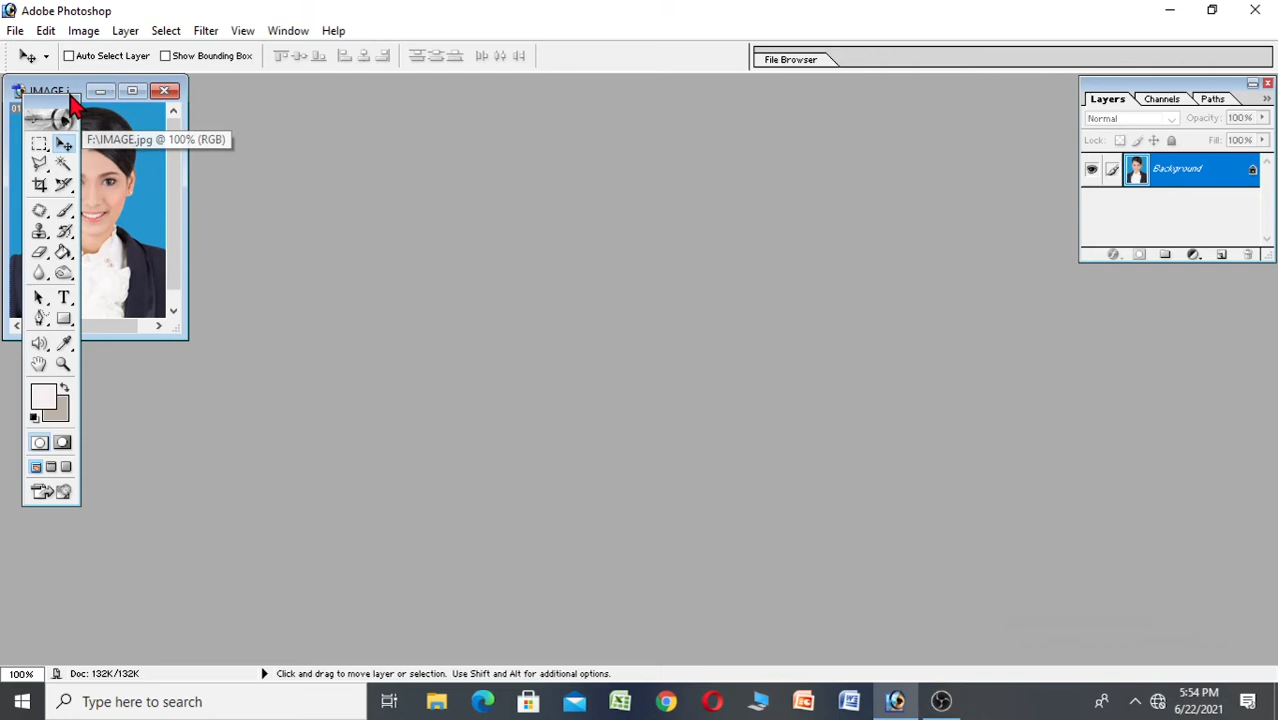 Adobe Photoshop
File Edit Image Layer Select Filter View Window Help
Auto Select Layer Show Bounding Box File Browser
IMAGE.j
01
F:\IMAGE.jpg @ 100% (RGB)
Layers Channels Paths
Normal Opacity: 100%
Lock: Fill: 100%
Background
T
100% Doc: 132K/132K Click and drag to move layer or selection. Use Shift and Alt for additional options.
Type here to search
5:54 PM
6/22/2021